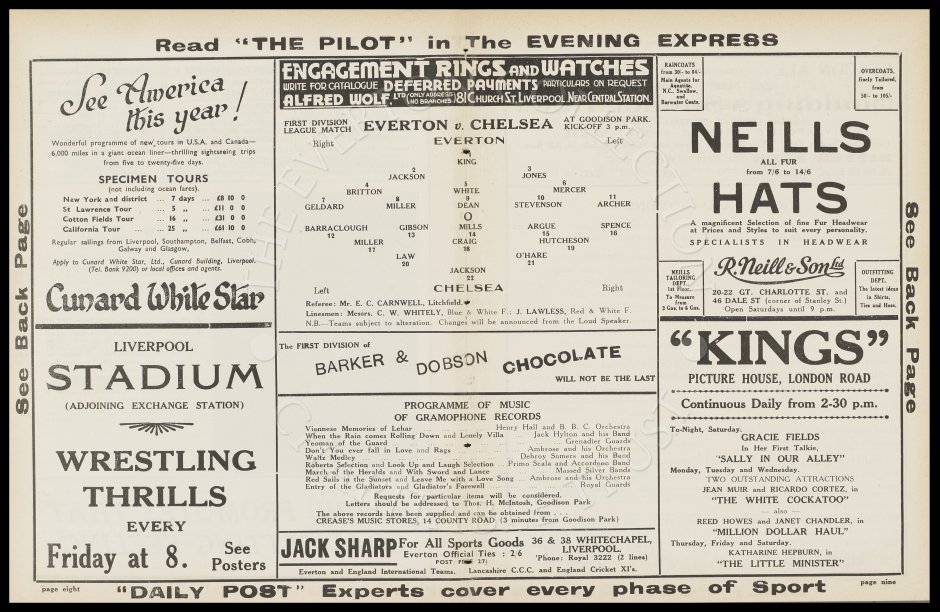 Read "THE PILOT" in The EVENING EXPRESS
See Back Page
See America
this year!
Wonderful programme of new tours in U.S.A. and Canada—
6,000 miles in a giant ocean liner—thrilling sightseeing trips
from five to twenty-five days.
SPECIMEN TOURS
(not including ocean fares).
New York and district ... 7 days ... £8 10 0
St Lawrence Tour ... 5 ,, ... £11 0 0
Cotton Fields Tour ... 16 ,, ... £31 0 0
California Tour ... 25 ,, ... £61 10 0
Regular sailings from Liverpool, Southampton, Belfast, Cobh,
Galway and Glasgow,
Apply to Cunard White Star, Ltd., Cunard Building, Liverpool.
(Tel. Bank 9200) or local offices and agents.
Cunard White Star
LIVERPOOL
STADIUM
(ADJOINING EXCHANGE STATION)
WRESTLING
THRILLS
EVERY
Friday at 8. See
Posters
ENGAGEMENT RINGS AND WATCHES
WRITE FOR CATALOGUE DEFERRED PAYMENTS PARTICULARS ON REQUEST
ALFRED WOLF, LTD (ONLY ADDRESS NO BRANCHES) 81 CHURCH ST. LIVERPOOL. NEAR CENTRAL STATION.
FIRST DIVISION
LEAGUE MATCH
EVERTON v. CHELSEA
AT GOODISON PARK.
KICK-OFF 3 p.m.
Right EVERTON Left
1
KING
2 3
JACKSON JONES
4 5 6
BRITTON WHITE MERCER
7 8 9 10 11
GELDARD MILLER DEAN STEVENSON ARCHER
O
BARRACLOUGH GIBSON MILLS ARGUE SPENCE
12 13 14 15 16
MILLER CRAIG HUTCHESON
17 18 19
LAW O'HARE
20 21
JACKSON
22
Left CHELSEA Right
Referee: Mr. E. C. CARNWELL, Litchfield.
Linesmen: Messrs. C. W. WHITELY, Blue & White F.; J. LAWLESS, Red & White F.
N.B.—Teams subject to alteration. Changes will be announced from the Loud Speaker.
The FIRST DIVISION of
BARKER & DOBSON CHOCOLATE
WILL NOT BE THE LAST
PROGRAMME OF MUSIC
OF GRAMOPHONE RECORDS
Viennese Memories of Lehar ... Henry Hall and B. B. C. Orchestra
When the Rain comes Rolling Down and Lonely Villa ... Jack Hylton and his Band
Yeoman of the Guard ... Grenadier Guards
Don't You ever fall in Love and Rags ... Ambrose and his Orchestra
Waltz Medley ... Debroy Somers and his Band
Roberta Selection and Look Up and Laugh Selection ... Primo Scala and Accordeon Band
March of the Heralds and With Sword and Lance ... Massed Silver Bands
Red Sails in the Sunset and Leave Me with a Love Song ... Ambrose and his Orchestra
Entry of the Gladiators and Gladiator's Farewell ... Royal Guards
Requests for particular items will be considered.
Letters should be addressed to Thos. H. McIntosh, Goodison Park
The above records have been supplied and can be obtained from ...
CREASE'S MUSIC STORES, 14 COUNTY ROAD (3 minutes from Goodison Park)
JACK SHARP For All Sports Goods 36 & 38 WHITECHAPEL,
LIVERPOOL.
Everton Official Ties : 2/6 'Phone: Royal 3222 (2 lines)
POST FREE 2/7)
Everton and England International Teams. Lancashire C.C.C. and England Cricket XI's.
RAINCOATS
from 30/- to 84/-
Main Agents for
Aquatite,
N.C., Swallow,
and
Barwater Coats.
OVERCOATS,
finely Tailored,
from
50/- to 105/-
NEILLS
ALL FUR
from 7/6 to 14/6
HATS
A magnificent Selection of fine Fur Headwear
at Prices and Styles to suit every personality.
SPECIALISTS IN HEADWEAR
NEILLS
TAILORING
DEPT.
1st Floor.
To Measure
from
3 Gns. to 6 Gns.
R. Neill & Son Ltd
20-22 GT. CHARLOTTE ST. and
46 DALE ST (corner of Stanley St.)
Open Saturdays until 9 p.m.
OUTFITTING
DEPT.
The latest ideas
in Shirts,
Ties and Hose.
"KINGS"
PICTURE HOUSE, LONDON ROAD
Continuous Daily from 2-30 p.m.
To-Night, Saturday.
GRACIE FIELDS
In Her First Talkie,
"SALLY IN OUR ALLEY"
Monday, Tuesday and Wednesday.
TWO OUTSTANDING ATTRACTIONS
JEAN MUIR and RICARDO CORTEZ, in
"THE WHITE COCKATOO"
— also —
REED HOWES and JANET CHANDLER, in
"MILLION DOLLAR HAUL"
Thursday, Friday and Saturday.
KATHARINE HEPBURN, in
"THE LITTLE MINISTER"
See Back Page
page eight
"DAILY POST" Experts cover every phase of Sport
page nine